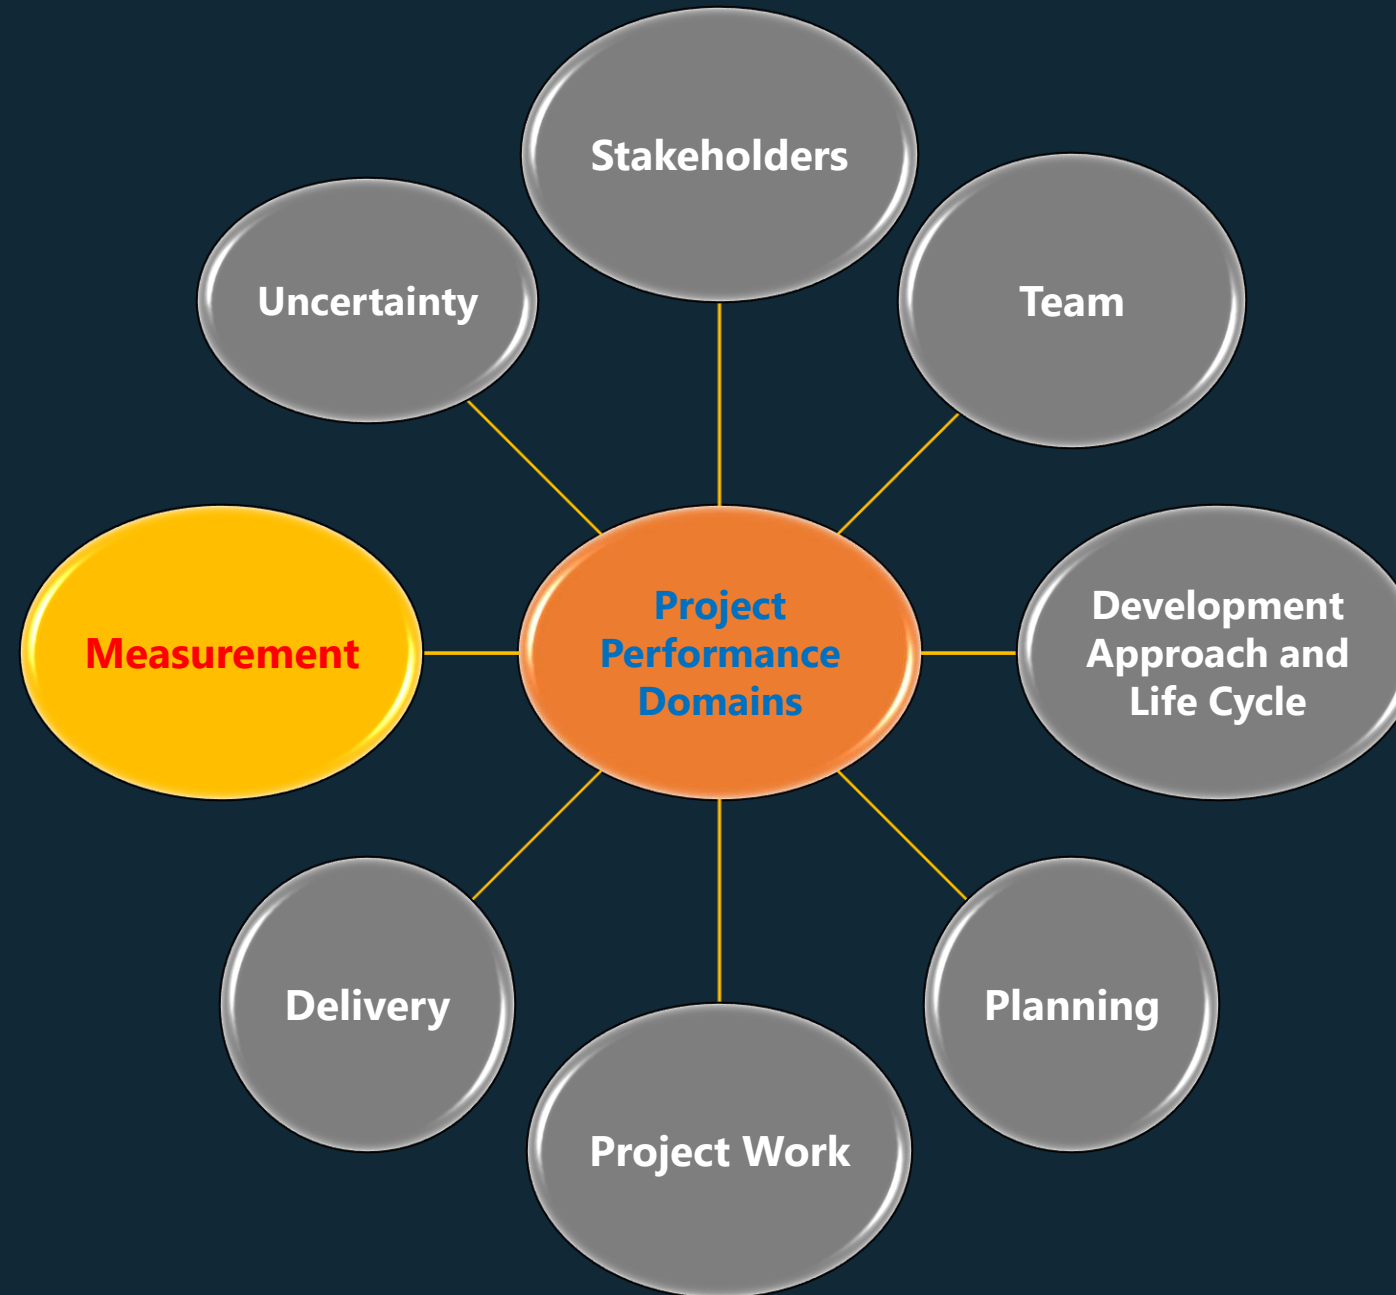 Stakeholders
Uncertainty
Team
Measurement
Project
Performance
Domains
Development
Approach and
Life Cycle
Delivery
Planning
Project Work